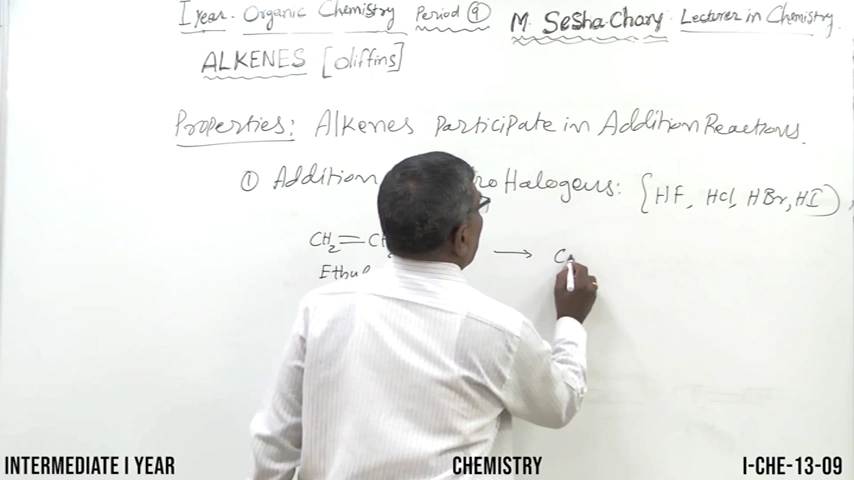 I year. Organic Chemistry Period 9 M. Sesha Chary Lecturer in Chemistry.
ALKENES [oliffins]
Properties: Alkenes Participate in Addition Reactions.
① Addition Halogens: {HF, HCl, HBr, HI),
CH2=CH → C
INTERMEDIATE I YEAR CHEMISTRY I-CHE-13-09